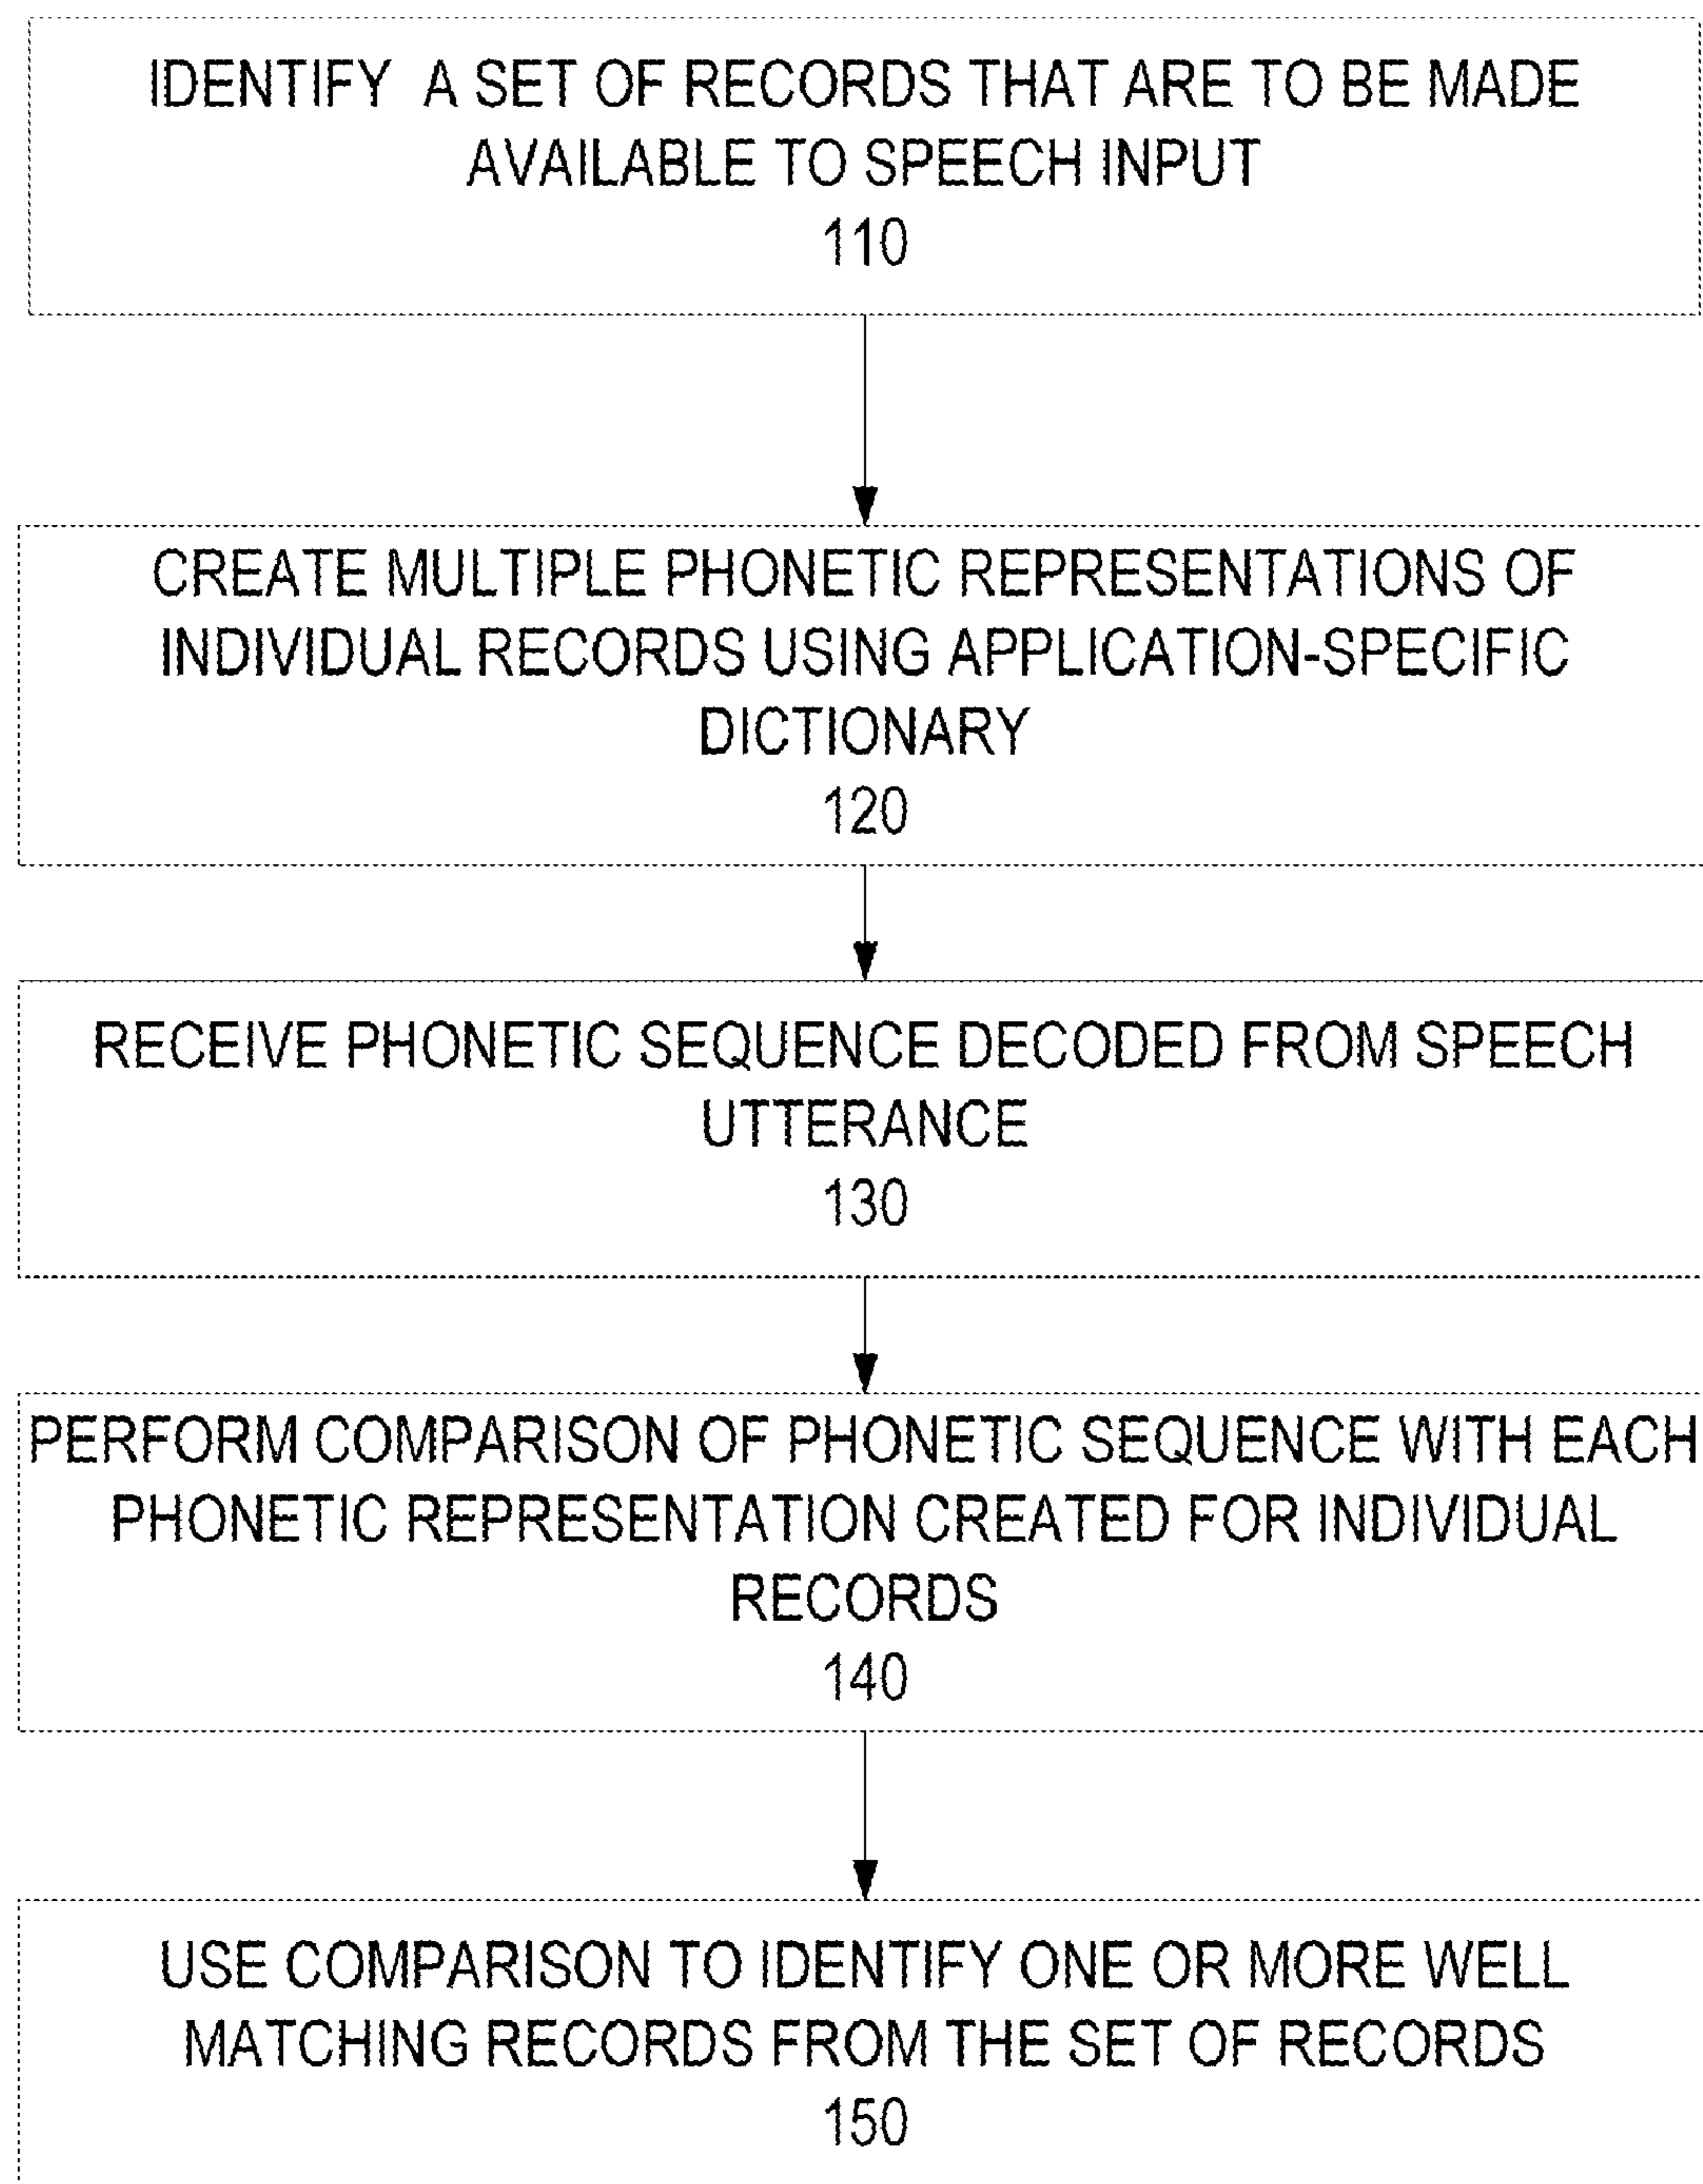 IDENTIFY A SET OF RECORDS THAT ARE TO BE MADE
AVAILABLE TO SPEECH INPUT
110
CREATE MULTIPLE PHONETIC REPRESENTATIONS OF
INDIVIDUAL RECORDS USING APPLICATION-SPECIFIC
DICTIONARY
120
RECEIVE PHONETIC SEQUENCE DECODED FROM SPEECH
UTTERANCE
130
PERFORM COMPARISON OF PHONETIC SEQUENCE WITH EACH
PHONETIC REPRESENTATION CREATED FOR INDIVIDUAL
RECORDS
140
USE COMPARISON TO IDENTIFY ONE OR MORE WELL
MATCHING RECORDS FROM THE SET OF RECORDS
150